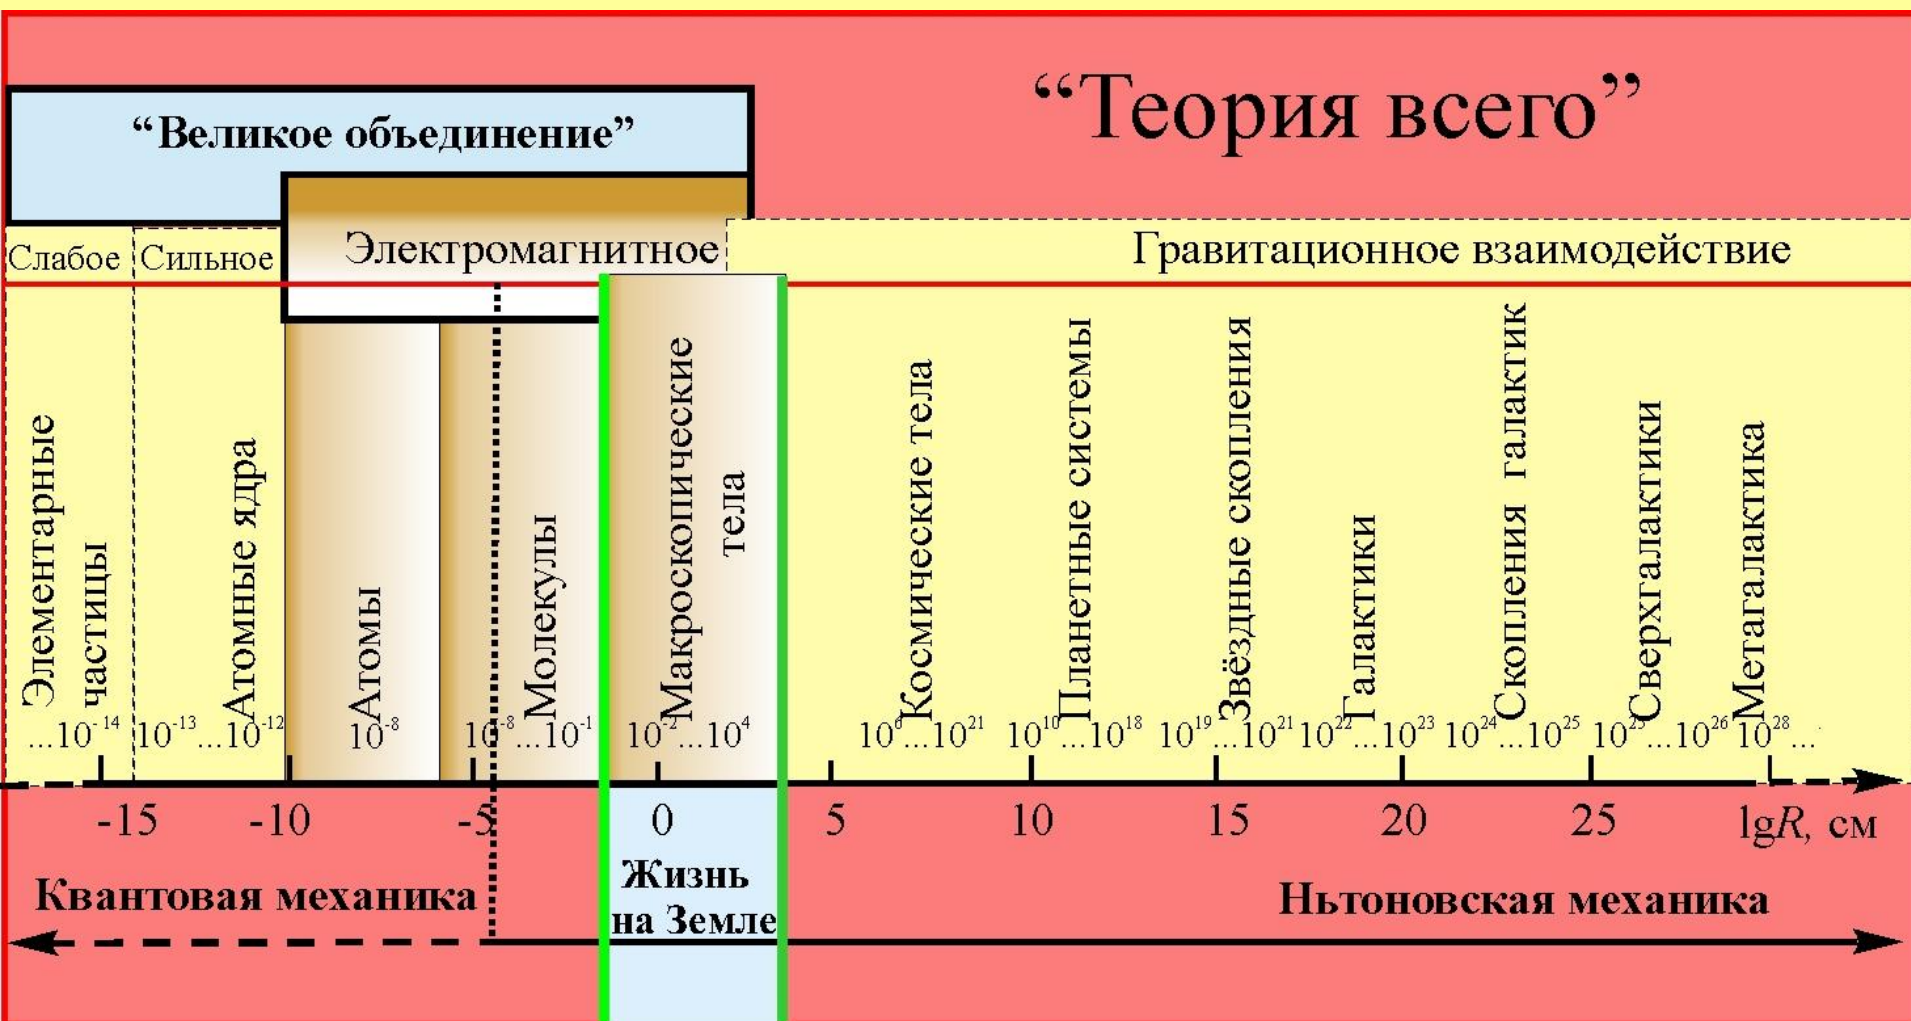 “Теория всего”
“Великое объединение”
Слабое
Сильное
Электромагнитное
Гравитационное взаимодействие
Элементарные
частицы
Атомные ядра
Атомы
Молекулы
Макроскопические
тела
Космические тела
Планетные системы
Звёздные скопления
Галактики
Скопления галактик
Сверхгалактики
Метагалактика
...10⁻¹⁴
10⁻¹³...10⁻¹²
10⁻⁸
10⁻⁸...10⁻¹
10⁻²...10⁴
10⁶...10²¹
10¹⁰...10¹⁸
10¹⁹...10²¹
10²²...10²³
10²⁴...10²⁵
10²⁵...10²⁶
10²⁸...
-15
-10
-5
0
5
10
15
20
25
lgR, см
Квантовая механика
Жизнь
на Земле
Ньтоновская механика